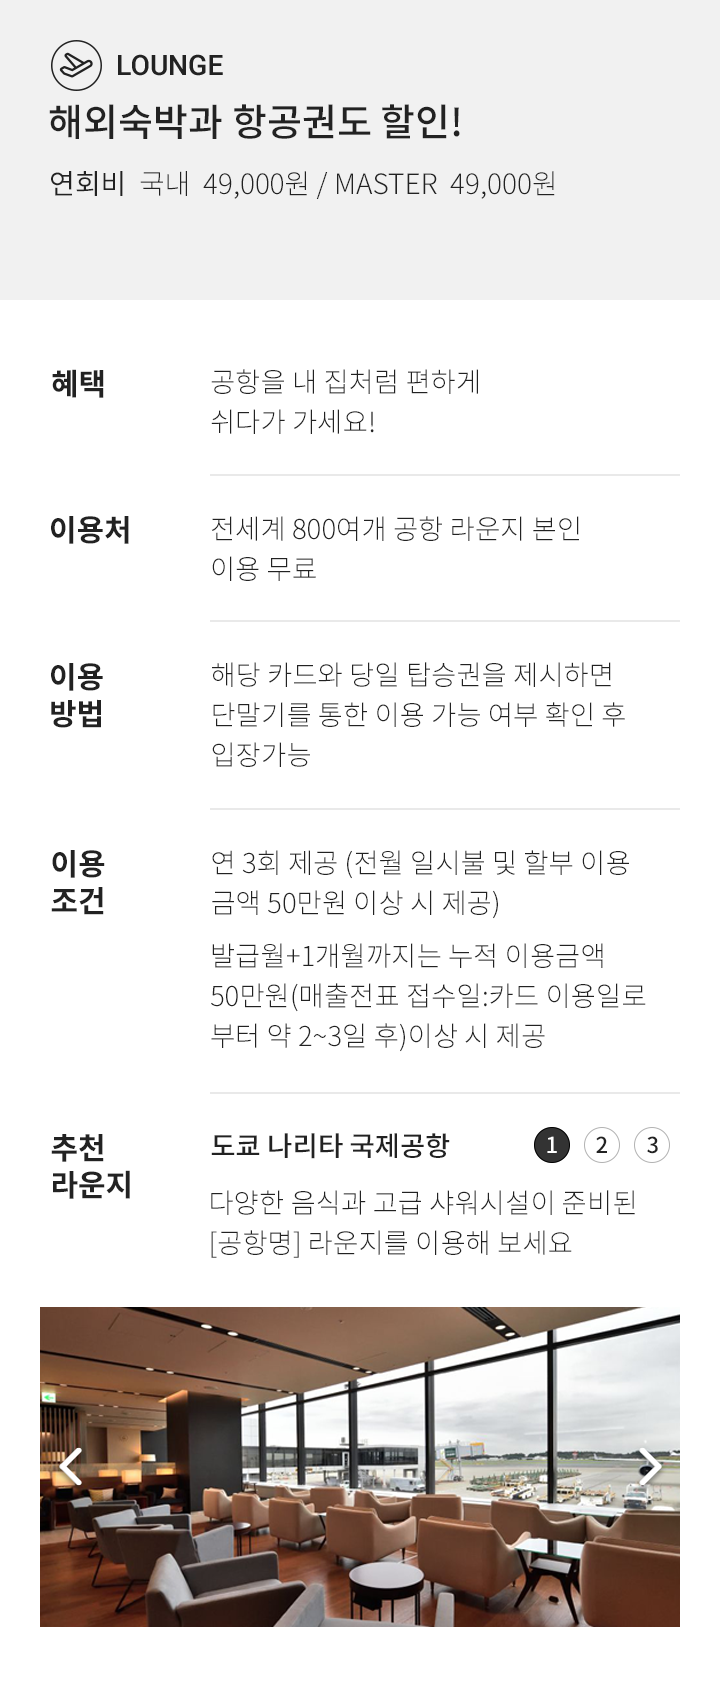 LOUNGE
해외숙박과 항공권도 할인!
연회비 국내 49,000원 / MASTER 49,000원
혜택
공항을 내 집처럼 편하게
쉬다가 가세요!
이용처
전세계 800여개 공항 라운지 본인
이용 무료
이용
방법
해당 카드와 당일 탑승권을 제시하면
단말기를 통한 이용 가능 여부 확인 후
입장가능
이용
조건
연 3회 제공 (전월 일시불 및 할부 이용
금액 50만원 이상 시 제공)
발급월+1개월까지는 누적 이용금액
50만원(매출전표 접수일:카드 이용일로
부터 약 2~3일 후)이상 시 제공
추천
라운지
도쿄 나리타 국제공항 1 2 3
다양한 음식과 고급 샤워시설이 준비된
[공항명] 라운지를 이용해 보세요